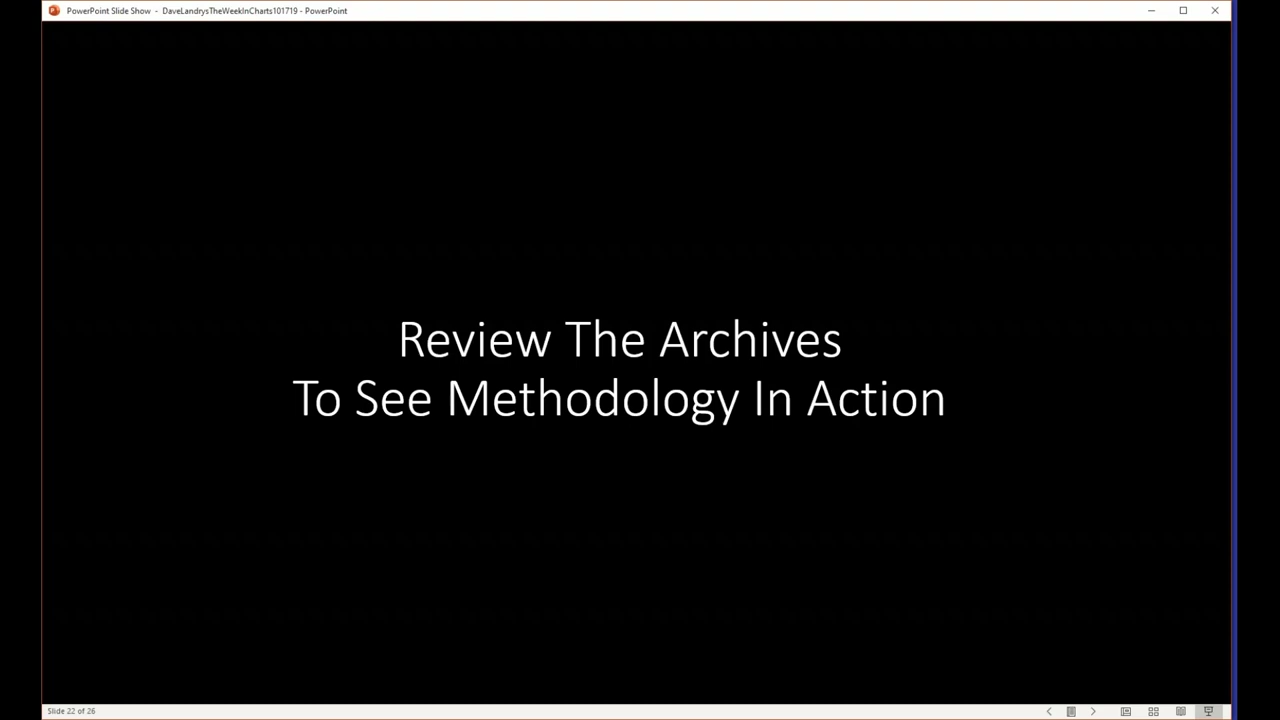 PowerPoint Slide Show - DaveLandrysTheWeekInCharts101719 - PowerPoint
Review The Archives
To See Methodology In Action
Slide 22 of 26